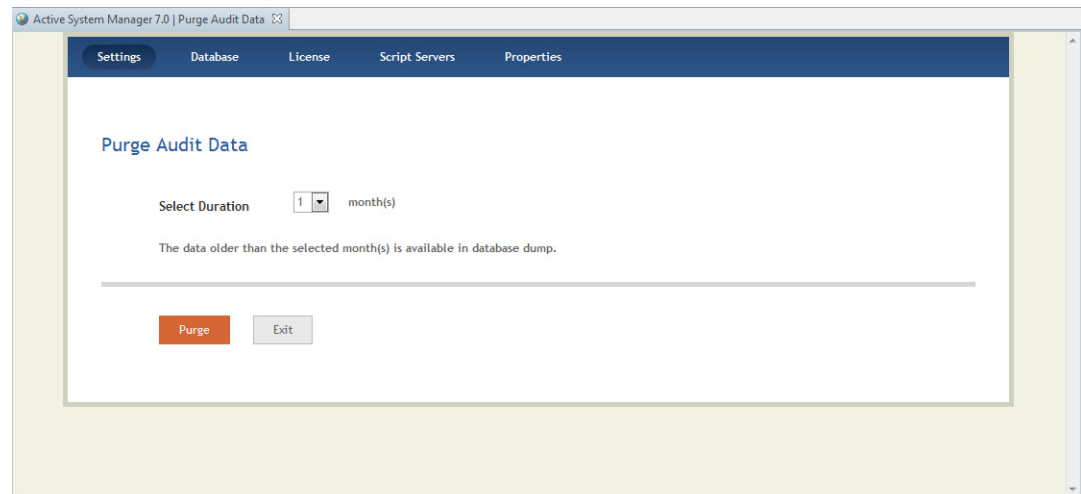 Active System Manager 7.0 | Purge Audit Data
Settings Database License Script Servers Properties
Purge Audit Data
Select Duration 1 month(s)
The data older than the selected month(s) is available in database dump.
Purge Exit